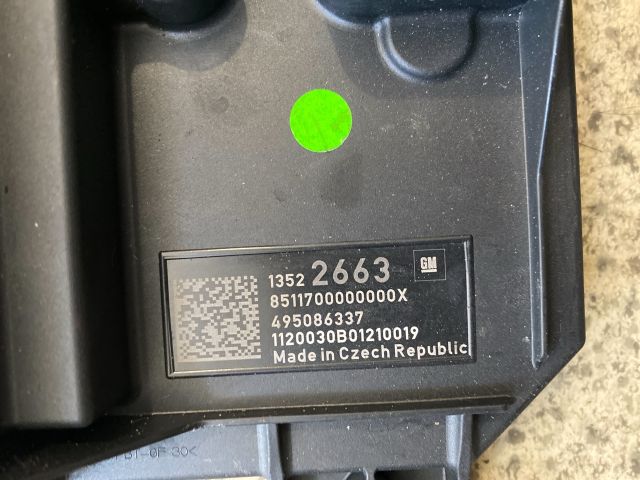 1352 2663 GM
8511700000000X
495086337
1120030B01210019
Made in Czech Republic